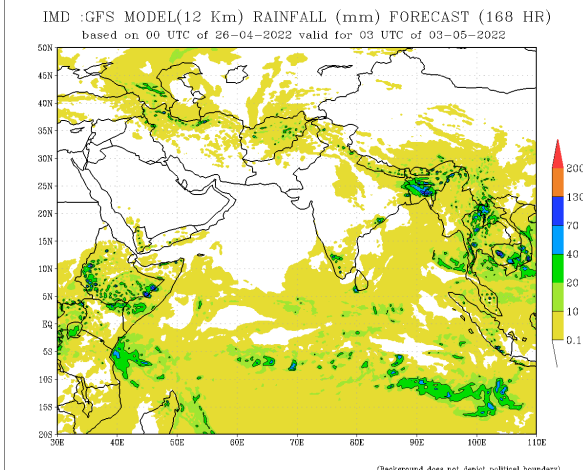 IMD :GFS MODEL(12 Km) RAINFALL (mm) FORECAST (168 HR)
based on 00 UTC of 26-04-2022 valid for 03 UTC of 03-05-2022
50N
45N
40N
35N
30N
25N
20N
15N
10N
5N
EQ
5S
10S
15S
20S
30E 40E 50E 60E 70E 80E 90E 100E 110E
200
130
70
40
20
10
0.1
(Background does not depict political boundary)